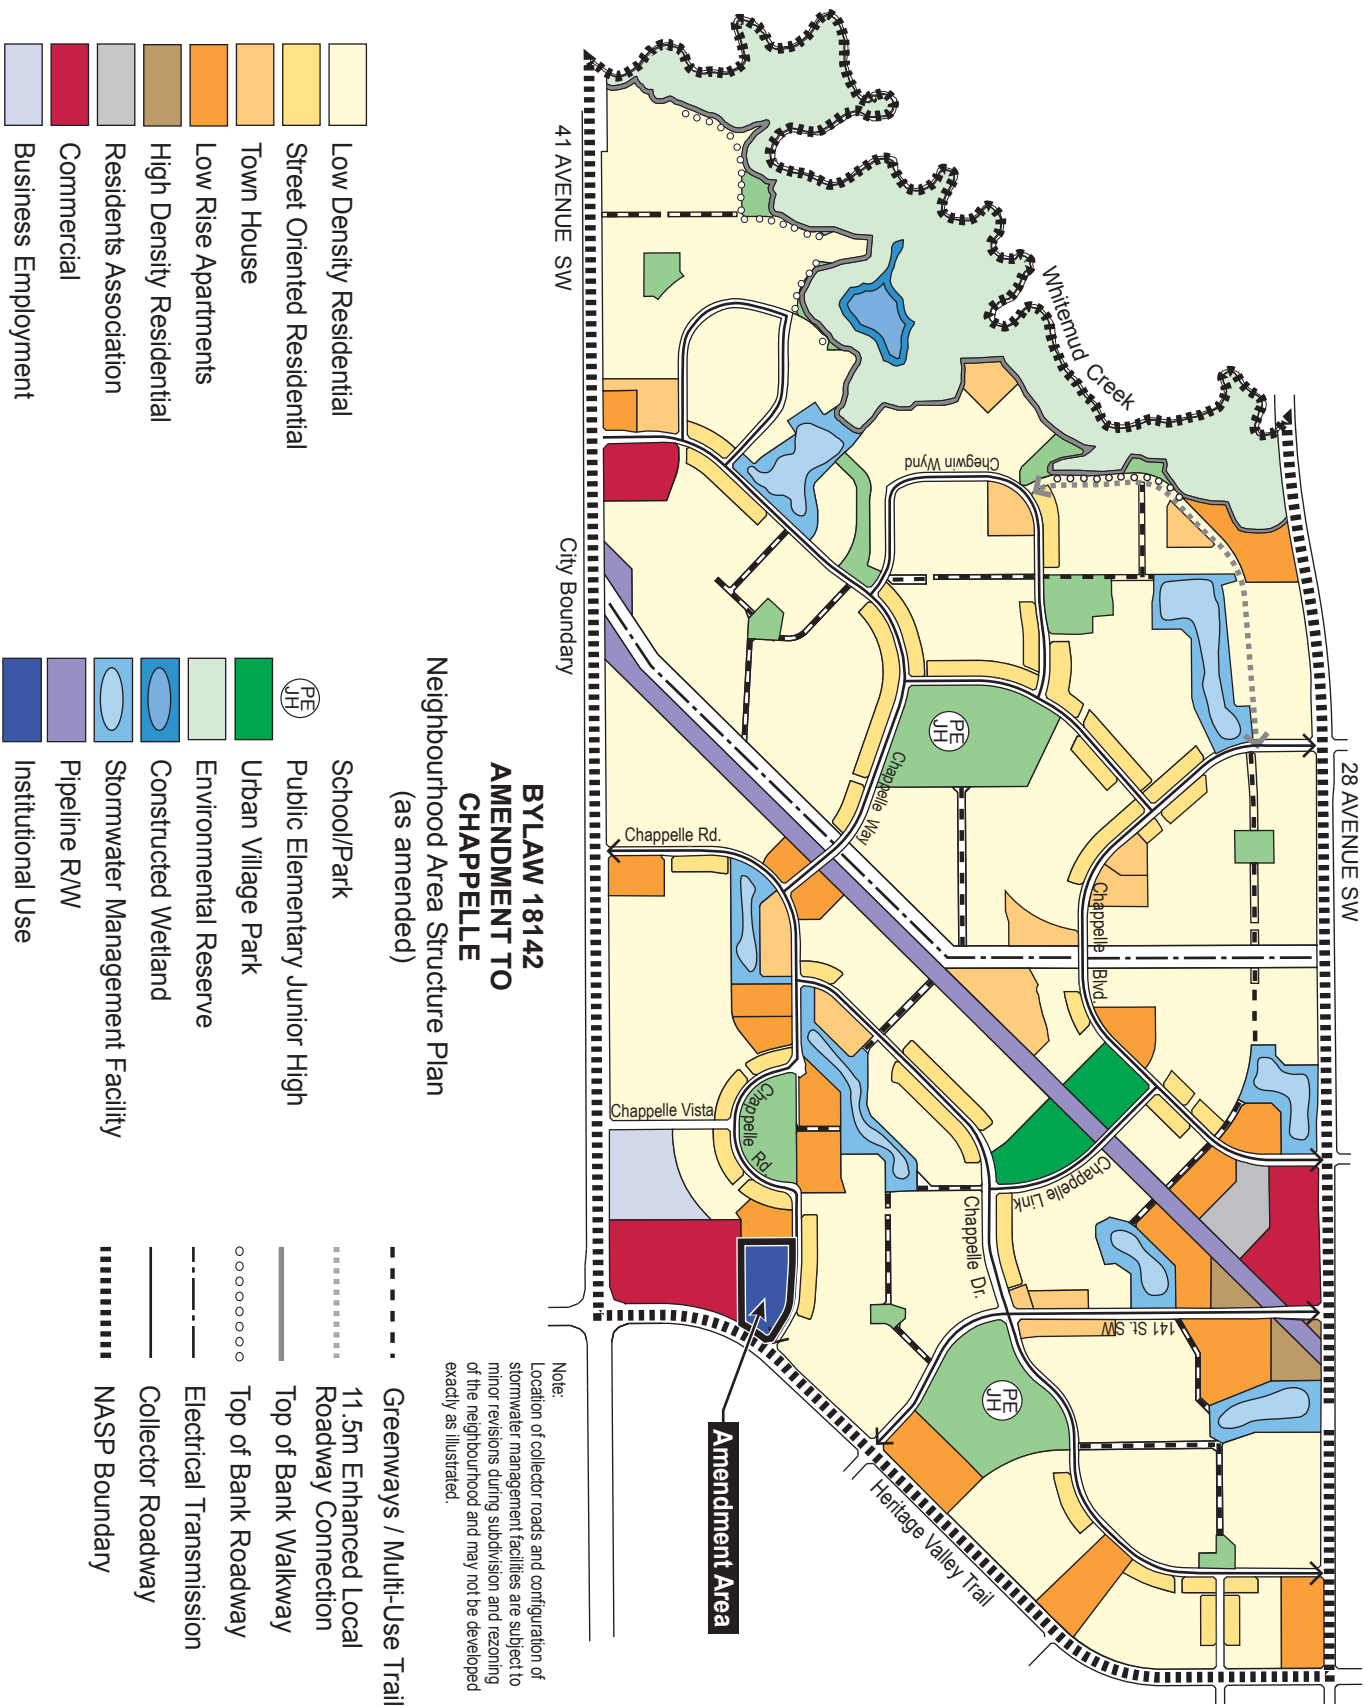 28 AVENUE SW
Whitemud Creek
Chegwin Wynd
Chappelle Blvd.
Chappelle Link
141 St. SW
PE
JH
Chappelle Way
Chappelle Dr.
PE
JH
Chappelle Rd.
Chappelle Rd.
Chappelle Vista
Heritage Valley Trail
41 AVENUE SW
City Boundary
Amendment Area
BYLAW 18142
AMENDMENT TO
CHAPPELLE
Neighbourhood Area Structure Plan
(as amended)
Note:
Location of collector roads and configuration of
stormwater management facilities are subject to
minor revisions during subdivision and rezoning
of the neighbourhood and may not be developed
exactly as illustrated.
Low Density Residential
Street Oriented Residential
Town House
Low Rise Apartments
High Density Residential
Residents Association
Commercial
Business Employment
School/Park
PE
JH
Public Elementary Junior High
Urban Village Park
Environmental Reserve
Constructed Wetland
Stormwater Management Facility
Pipeline R/W
Institutional Use
Greenways / Multi-Use Trail
11.5m Enhanced Local
Roadway Connection
Top of Bank Walkway
Top of Bank Roadway
Electrical Transmission
Collector Roadway
NASP Boundary